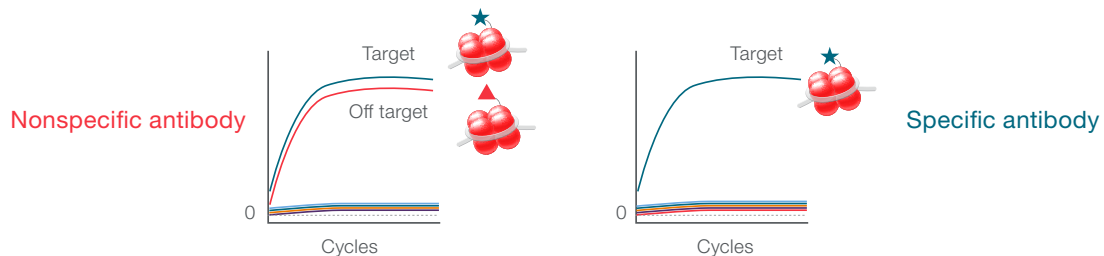 Nonspecific antibody
Target
Off target
0
Cycles
Target
Specific antibody
0
Cycles